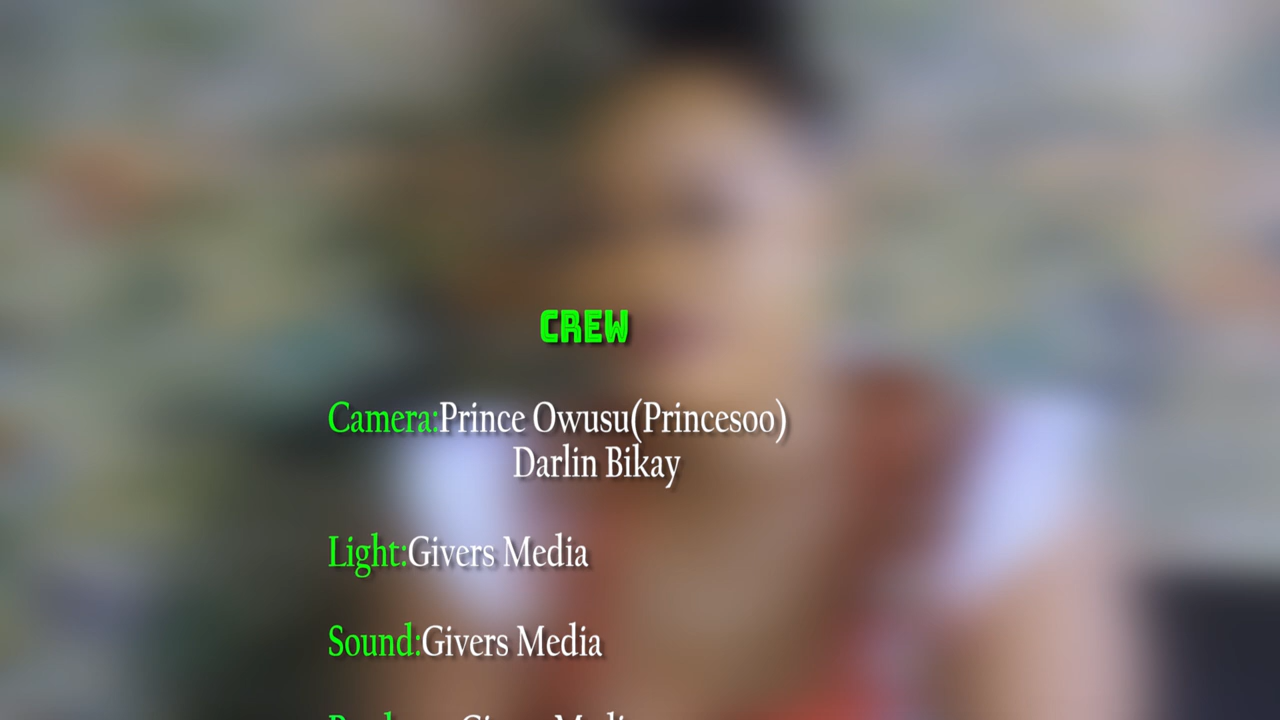 CREW
Camera:Prince Owusu(Princesoo)
Darlin Bikay
Light:Givers Media
Sound:Givers Media